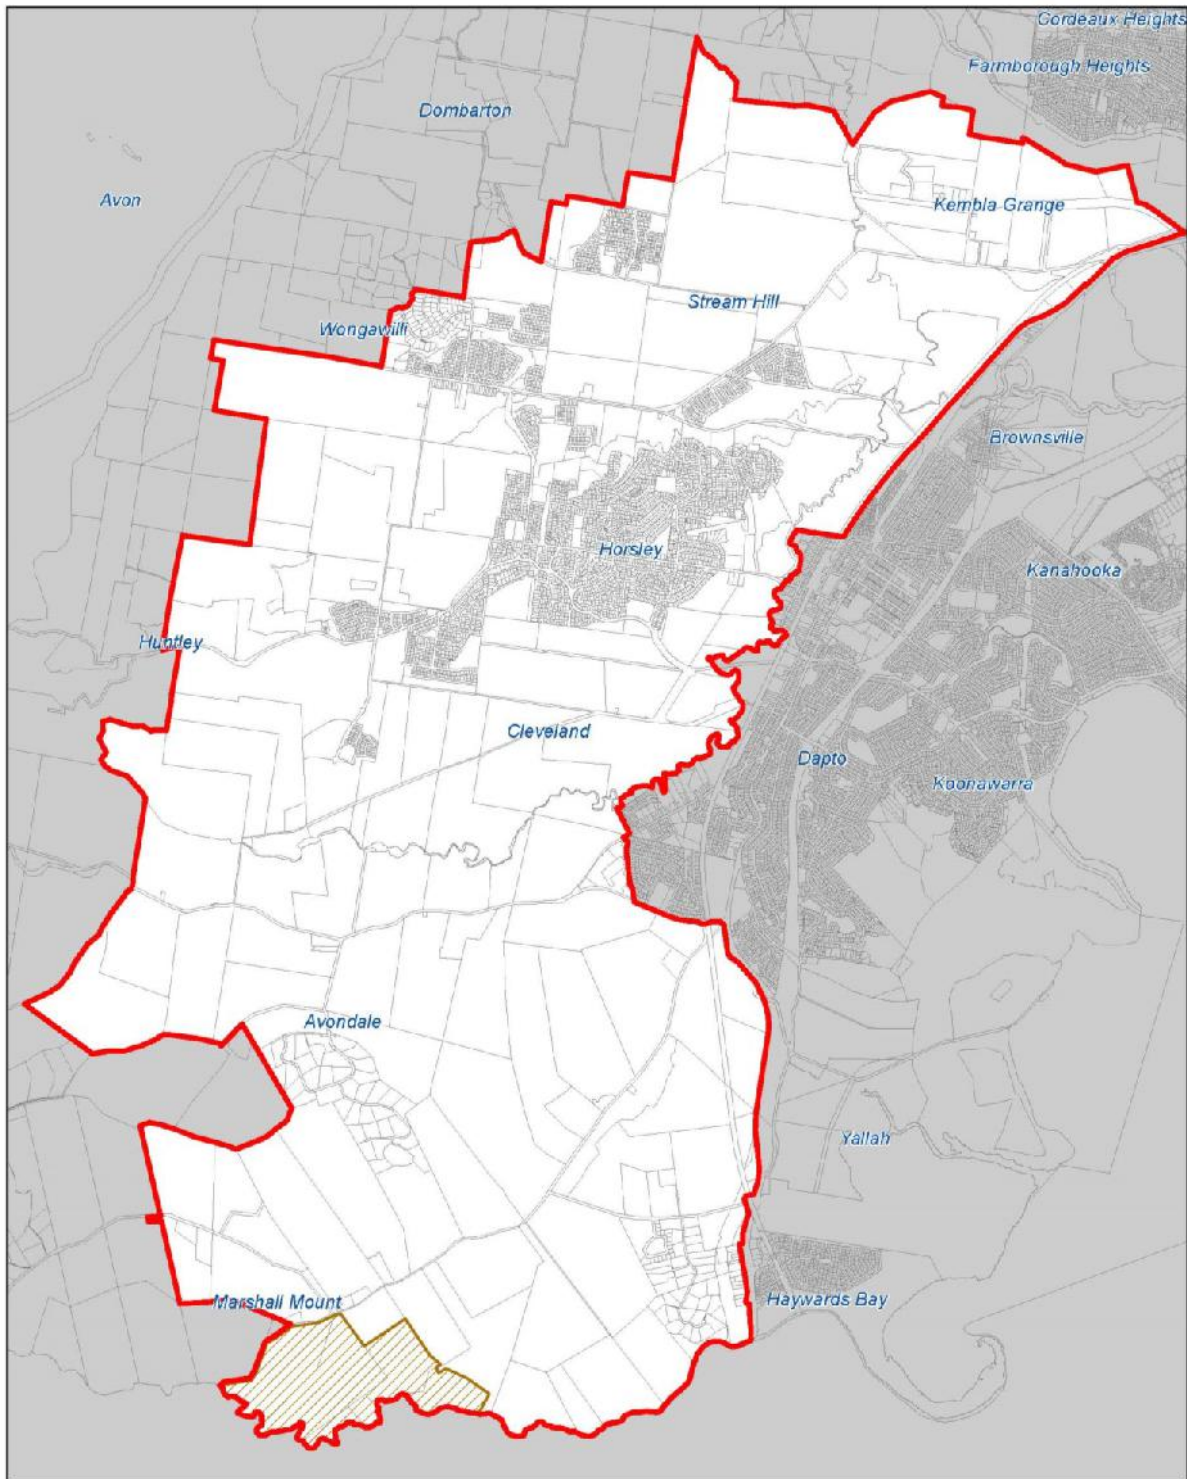 Cordeaux Heights
Farmborough Heights
Dombarton
Avon
Kembla Grange
Stream Hill
Wongawilli
Brownsville
Horsley
Kanahooka
Huntley
Cleveland
Dapto
Koonawarra
Avondale
Yallah
Marshall Mount
Haywards Bay